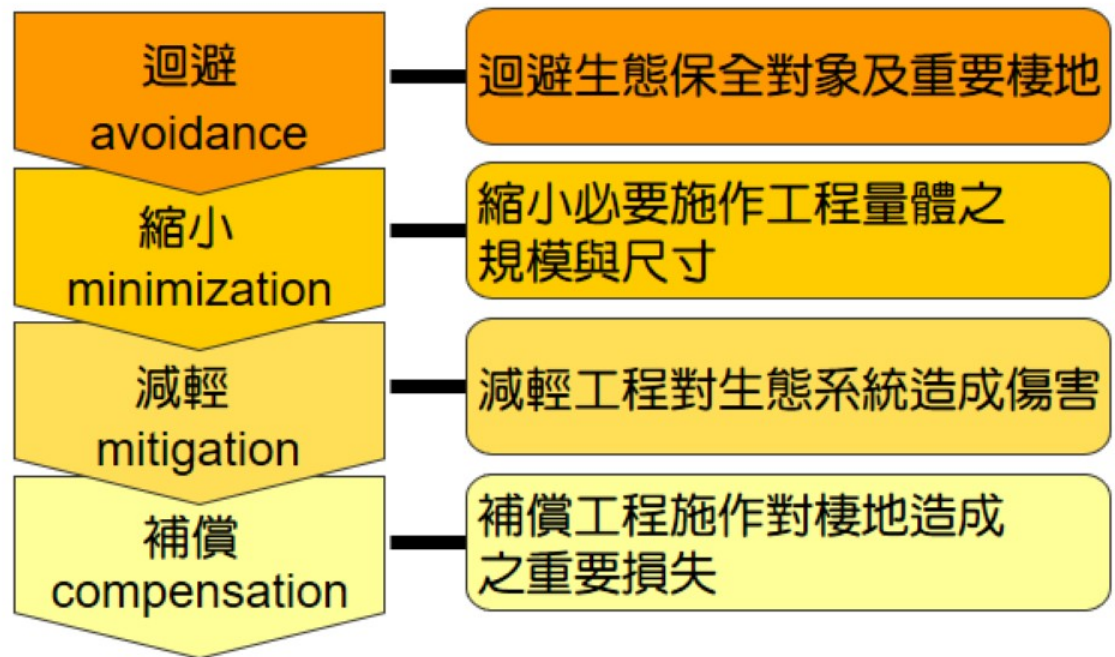 迴避
avoidance
迴避生態保全對象及重要棲地
縮小
minimization
縮小必要施作工程量體之
規模與尺寸
減輕
mitigation
減輕工程對生態系統造成傷害
補償
compensation
補償工程施作對棲地造成
之重要損失